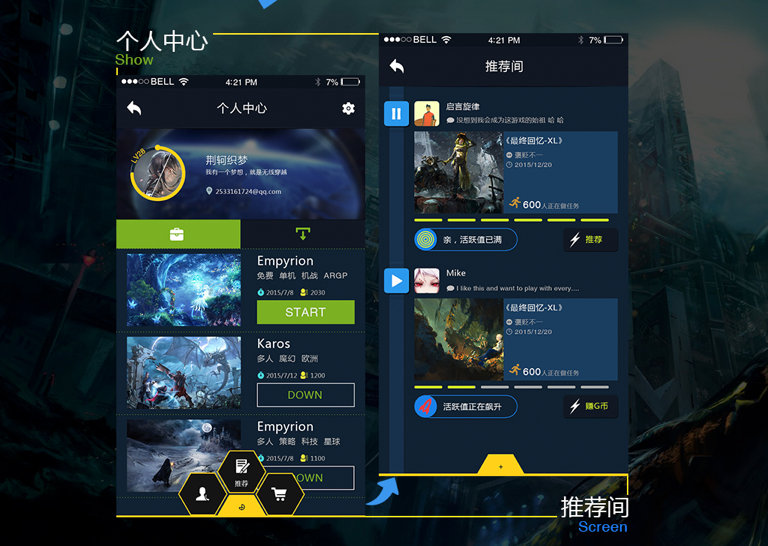 个人中心
Show
BELL
4:21 PM
7%
个人中心
LV28
荆轲织梦
我有一个梦想，就是无线穿越
2533161724@qq.com
Empyrion
免费 单机 机战 ARGP
2015/7/8 2030
START
Karos
多人 魔幻 欧洲
2015/7/12 1200
DOWN
Empyrion
多人 策略 科技 星球
2015/7/8 1100
OWN
推荐
BELL
4:21 PM
7%
推荐间
启言旋律
没想到我会成为这游戏的始祖 哈 哈
《最终回忆-XL》
2015/12/20
600人正在做任务
亲，活跃值已满
推荐
Mike
I like this and want to play with every....
《最终回忆-XL》
2015/12/20
600人正在做任务
活跃值正在飙升
赚G币
+
推荐间
Screen